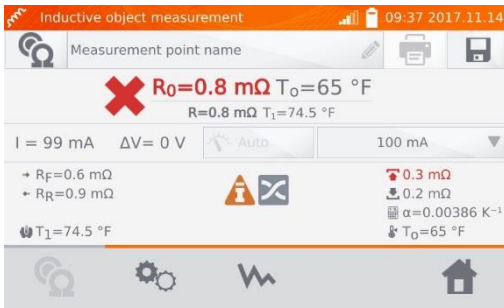 Inductive object measurement 09:37 2017.11.14
Measurement point name
R₀=0.8 mΩ T₀=65 °F
R=0.8 mΩ T₁=74.5 °F
I = 99 mA ΔV= 0 V Auto 100 mA
R_F=0.6 mΩ 0.3 mΩ
R_R=0.9 mΩ 0.2 mΩ
α=0.00386 K⁻¹
T₁=74.5 °F T₀=65 °F